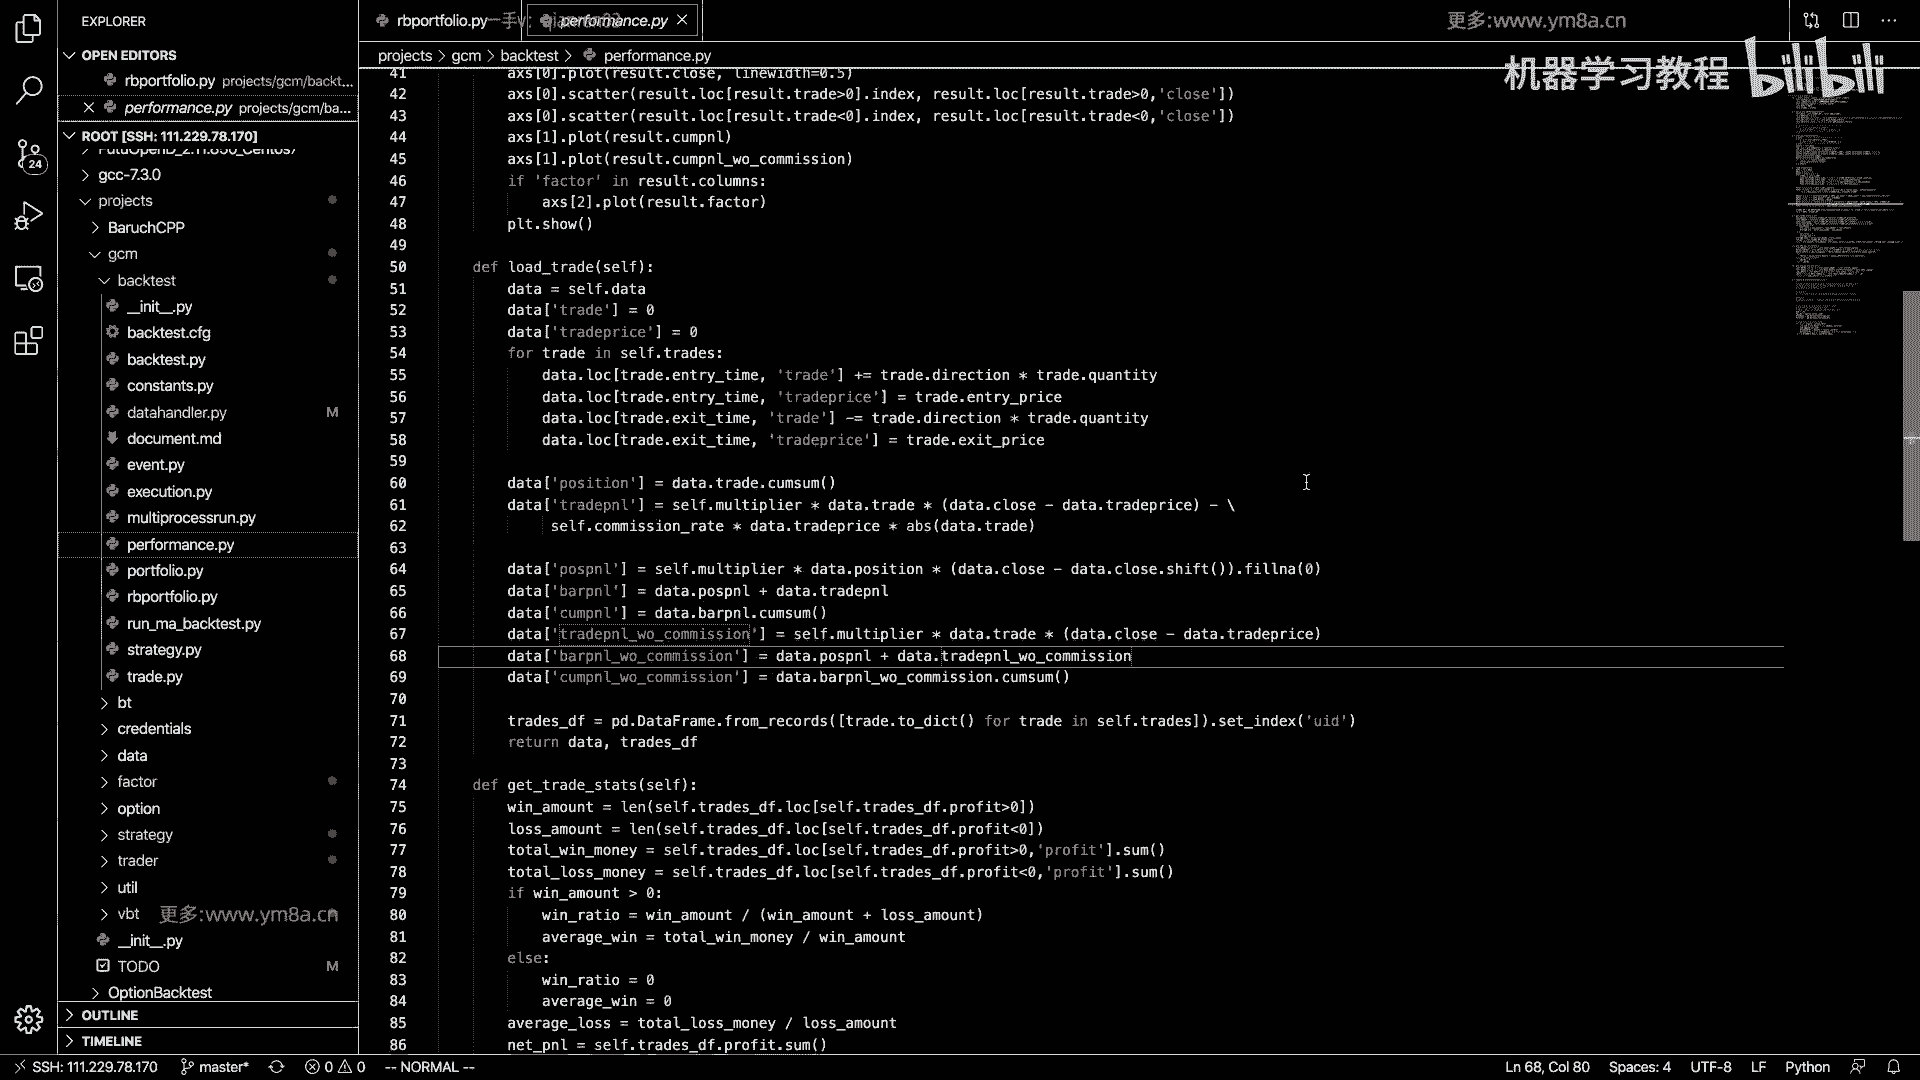 EXPLORER
OPEN EDITORS
rbportfolio.py projects/gcm/backt...
performance.py projects/gcm/ba...
ROOT [SSH: 111.229.78.170]
gcc-7.3.0
projects
BaruchCPP
gcm
backtest
__init__.py
backtest.cfg
backtest.py
constants.py
datahandler.py M
document.md
event.py
execution.py
multiprocessrun.py
performance.py
portfolio.py
rbportfolio.py
run_ma_backtest.py
strategy.py
trade.py
bt
credentials
data
factor
option
strategy
trader
util
vbt
更多:www.ym8a.cn
__init__.py
TODO M
OptionBacktest
OUTLINE
TIMELINE
24
rbportfolio.py
performance.py
更多:www.ym8a.cn
机器学习教程 bilibili
projects > gcm > backtest > performance.py
41 axs[0].plot(result.close, linewidth=0.5)
42 axs[0].scatter(result.loc[result.trade>0].index, result.loc[result.trade>0,'close'])
43 axs[0].scatter(result.loc[result.trade<0].index, result.loc[result.trade<0,'close'])
44 axs[1].plot(result.cumpnl)
45 axs[1].plot(result.cumpnl_wo_commission)
46 if 'factor' in result.columns:
47 axs[2].plot(result.factor)
48 plt.show()
49
50 def load_trade(self):
51 data = self.data
52 data['trade'] = 0
53 data['tradeprice'] = 0
54 for trade in self.trades:
55 data.loc[trade.entry_time, 'trade'] += trade.direction * trade.quantity
56 data.loc[trade.entry_time, 'tradeprice'] = trade.entry_price
57 data.loc[trade.exit_time, 'trade'] -= trade.direction * trade.quantity
58 data.loc[trade.exit_time, 'tradeprice'] = trade.exit_price
59
60 data['position'] = data.trade.cumsum()
61 data['tradepnl'] = self.multiplier * data.trade * (data.close - data.tradeprice) - \
62 self.commission_rate * data.tradeprice * abs(data.trade)
63
64 data['pospnl'] = self.multiplier * data.position * (data.close - data.close.shift()).fillna(0)
65 data['barpnl'] = data.pospnl + data.tradepnl
66 data['cumpnl'] = data.barpnl.cumsum()
67 data['tradepnl_wo_commission'] = self.multiplier * data.trade * (data.close - data.tradeprice)
68 data['barpnl_wo_commission'] = data.pospnl + data.tradepnl_wo_commission
69 data['cumpnl_wo_commission'] = data.barpnl_wo_commission.cumsum()
70
71 trades_df = pd.DataFrame.from_records([trade.to_dict() for trade in self.trades]).set_index('uid')
72 return data, trades_df
73
74 def get_trade_stats(self):
75 win_amount = len(self.trades_df.loc[self.trades_df.profit>0])
76 loss_amount = len(self.trades_df.loc[self.trades_df.profit<0])
77 total_win_money = self.trades_df.loc[self.trades_df.profit>0,'profit'].sum()
78 total_loss_money = self.trades_df.loc[self.trades_df.profit<0,'profit'].sum()
79 if win_amount > 0:
80 win_ratio = win_amount / (win_amount + loss_amount)
81 average_win = total_win_money / win_amount
82 else:
83 win_ratio = 0
84 average_win = 0
85 average_loss = total_loss_money / loss_amount
86 net_pnl = self.trades_df.profit.sum()
SSH: 111.229.78.170 master* 0 0 -- NORMAL -- Ln 68, Col 80 Spaces: 4 UTF-8 LF Python